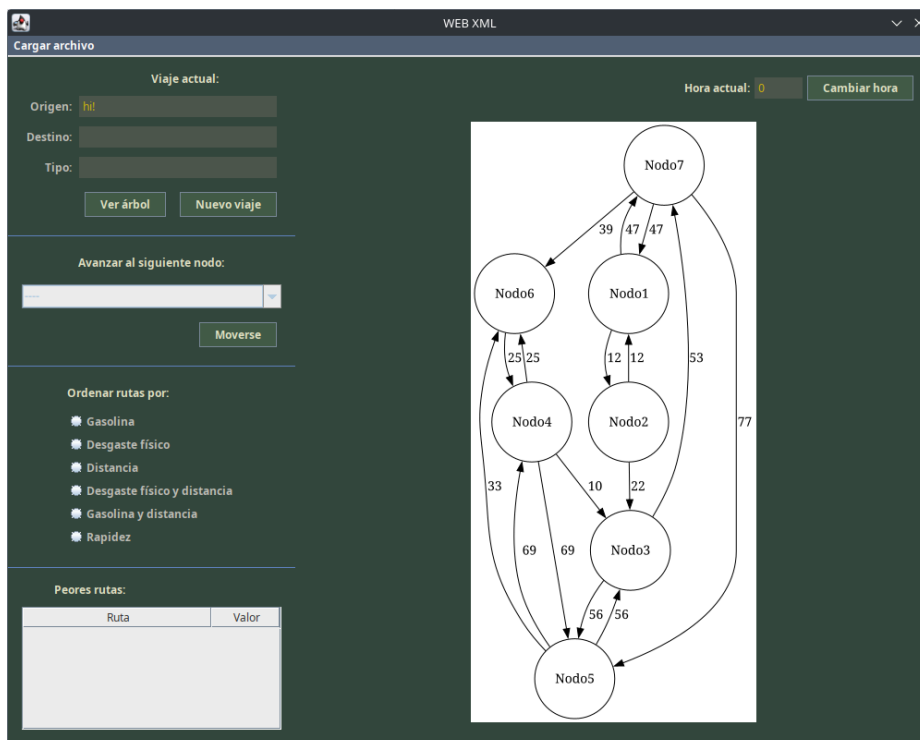 WEB XML
Cargar archivo
Viaje actual:
Origen: hi!
Destino:
Tipo:
Ver árbol Nuevo viaje
Avanzar al siguiente nodo:
----
Moverse
Ordenar rutas por:
Gasolina
Desgaste físico
Distancia
Desgaste físico y distancia
Gasolina y distancia
Rapidez
Peores rutas:
Ruta Valor
Hora actual: 0 Cambiar hora
Nodo7
39 47 47
Nodo6 Nodo1
25 25 12 12 53
Nodo4 Nodo2 77
33 10 22
69 69 Nodo3
56 56
Nodo5